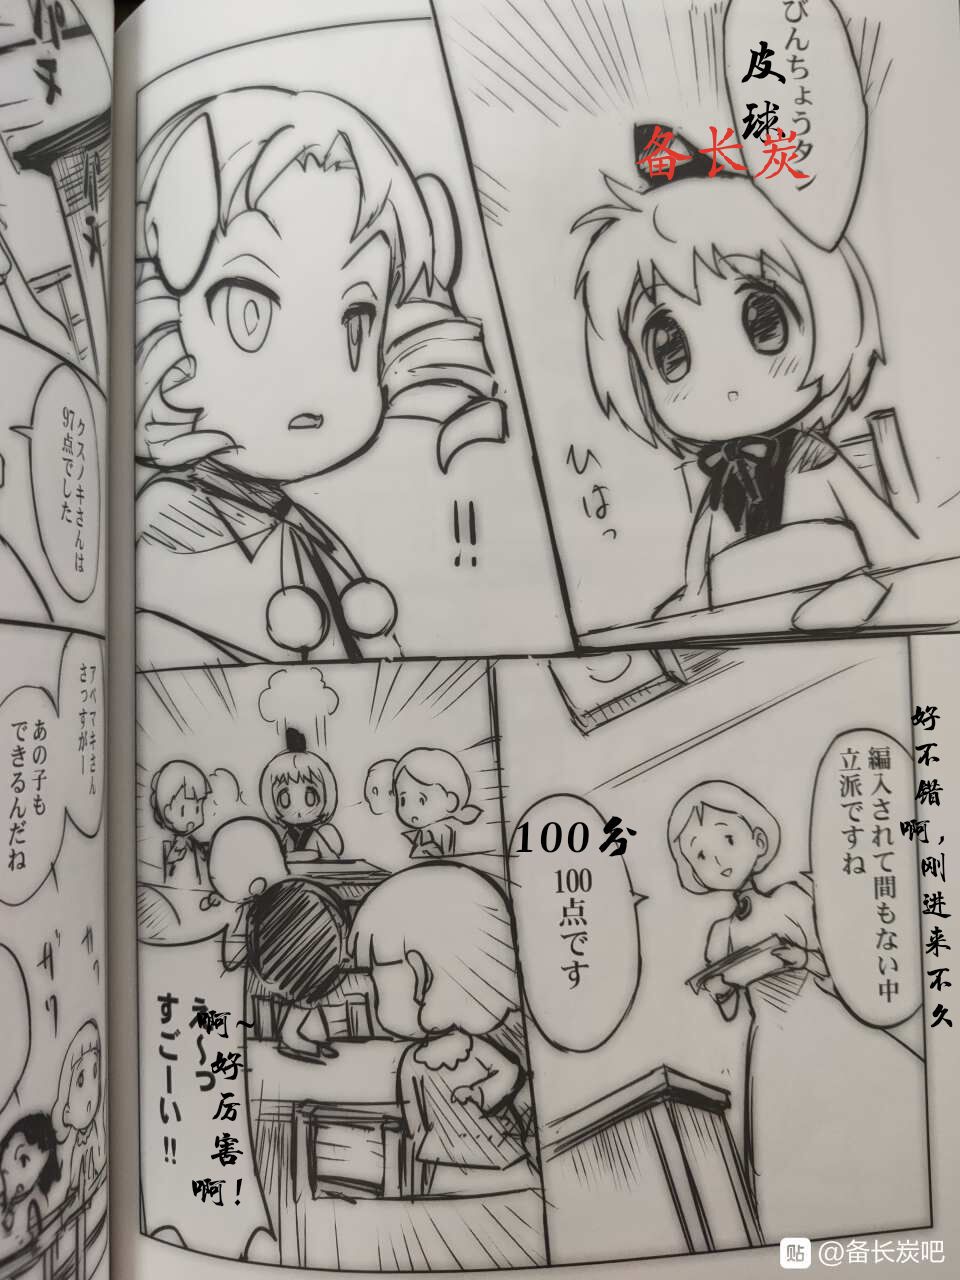 びんちょうタン
皮球
备长炭
ひはっ
!!
編入されて間もない中
立派ですね
好不错啊,刚进来不久
100分
100点です
え〜っ
すごーい!!
啊~好厉害啊!
クスノキさんは
97点でした
アベマキさん
さっすがー
あの子も
できるんだね
@备长炭吧
贴